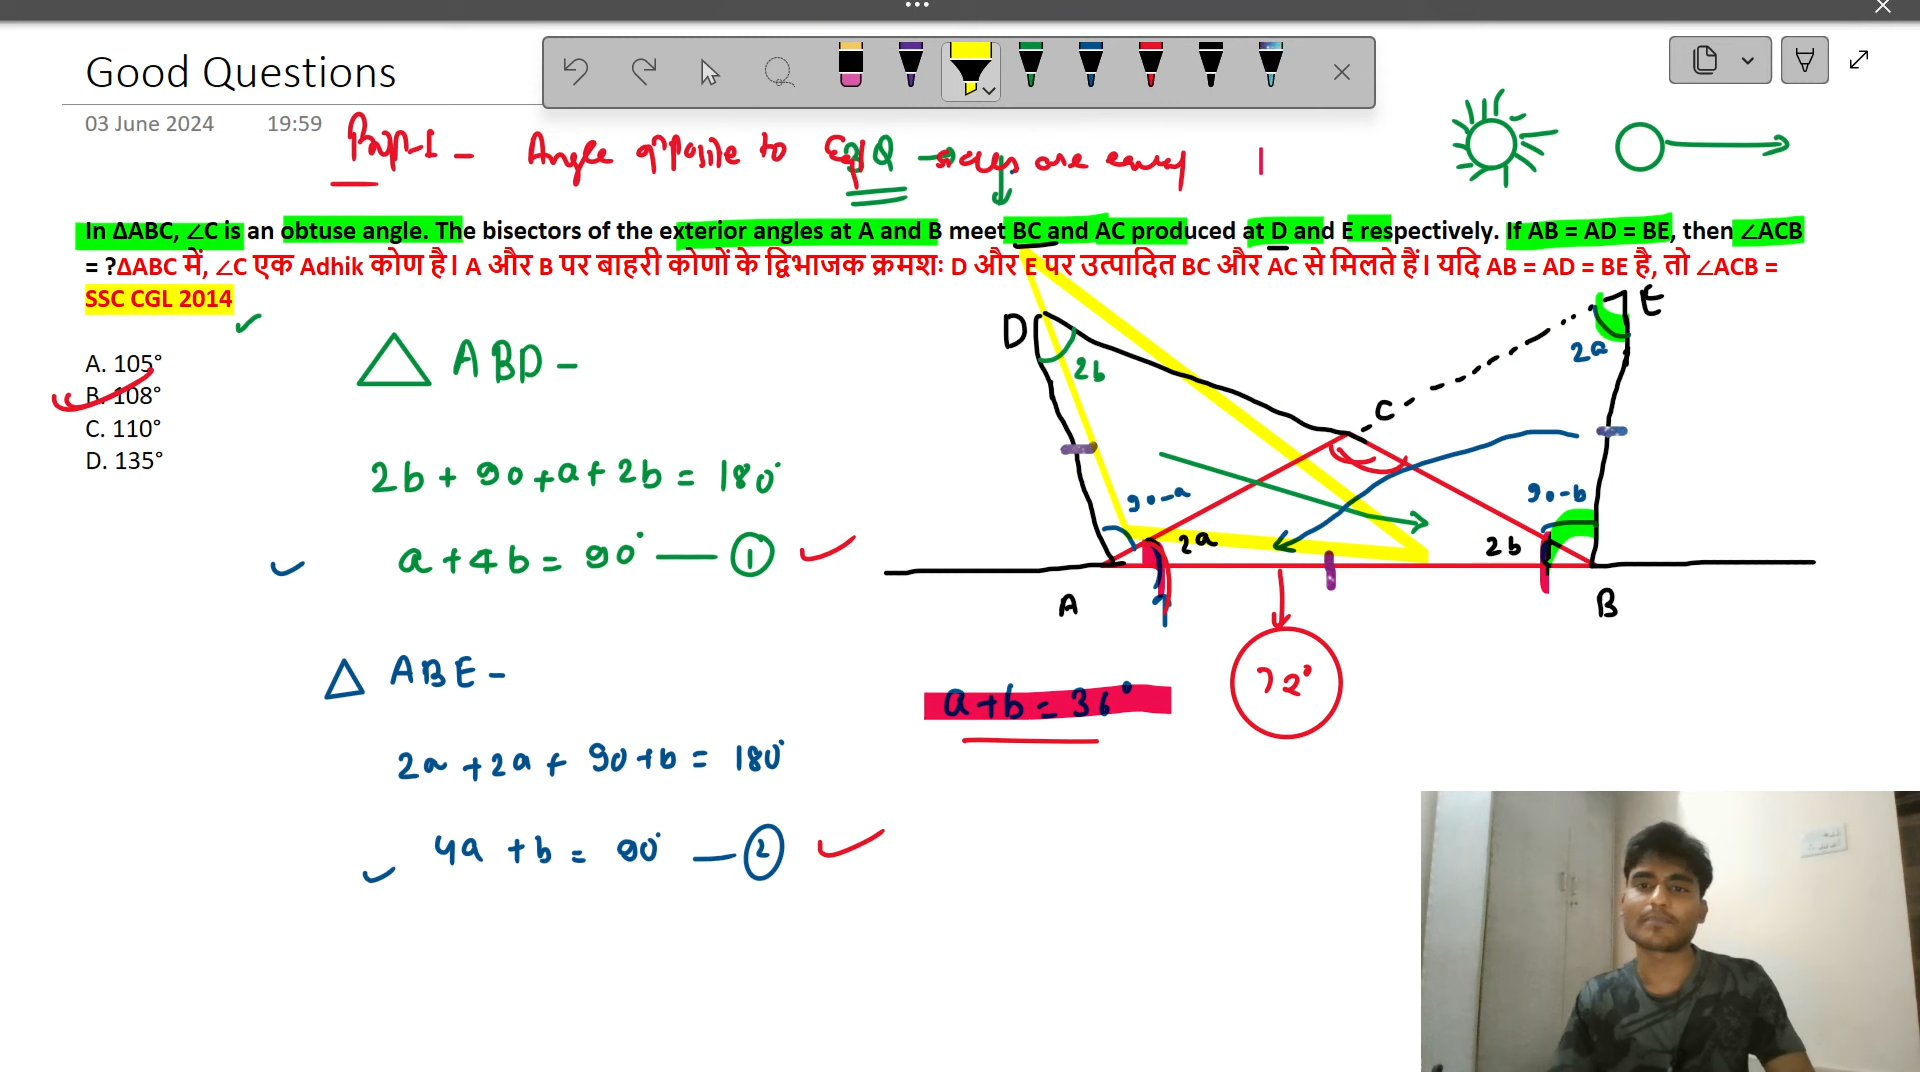 Good Questions
03 June 2024 19:59
Prop-I - Angle opposite to are
In ΔABC, ∠C is an obtuse angle. The bisectors of the exterior angles at A and B meet BC and AC produced at D and E respectively. If AB = AD = BE, then ∠ACB
= ?ΔABC में, ∠C एक Adhik कोण है। A और B पर बाहरी कोणों के द्विभाजक क्रमशः D और E पर उत्पादित BC और AC से मिलते हैं। यदि AB = AD = BE है, तो ∠ACB =
SSC CGL 2014
A. 105°
B. 108°
C. 110°
D. 135°
△ ABD -
2b + 90 + a + 2b = 180°
a + 4b = 90° — 1
△ ABE -
2a + 2a + 90 + b = 180°
4a + b = 90° — 2
D
2b
E
2a
C
90-a
2a
90-b
2b
A
B
72°
a + b = 36°